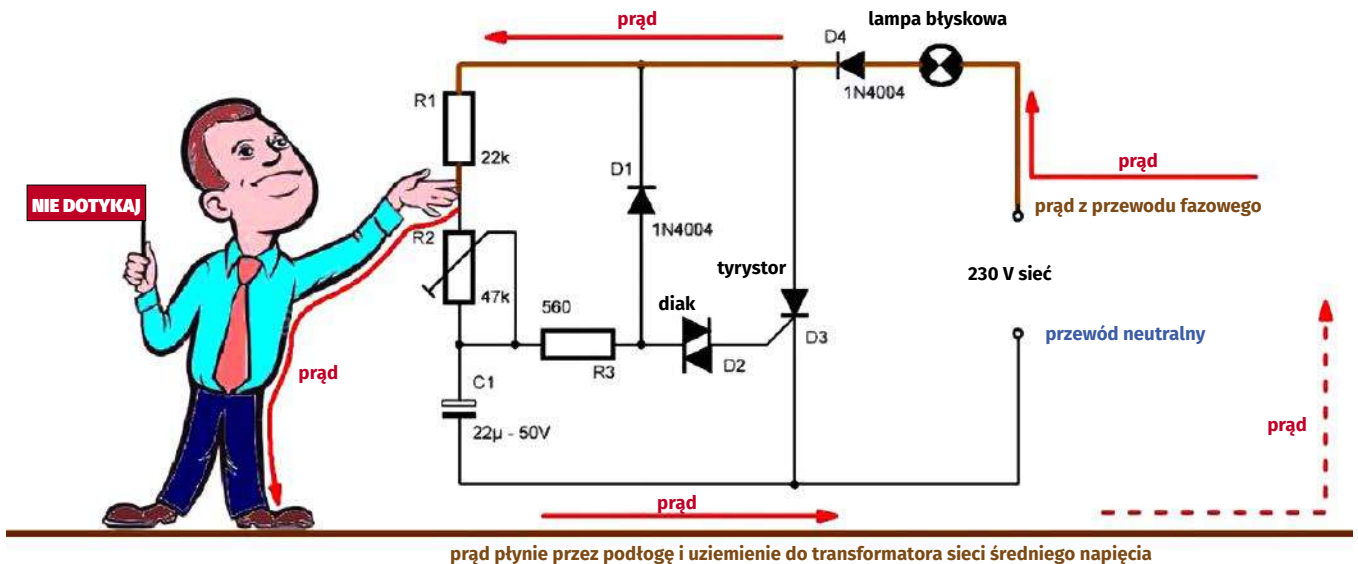 prąd
lampa błyskowa
D4
1N4004
R1
22k
D1
1N4004
prąd
NIE DOTYKAJ
prąd z przewodu fazowego
R2
47k
560
R3
tyrystor
diak
D2
D3
230 V sieć
przewód neutralny
prąd
C1
22µ - 50V
prąd
prąd
prąd płynie przez podłogę i uziemienie do transformatora sieci średniego napięcia